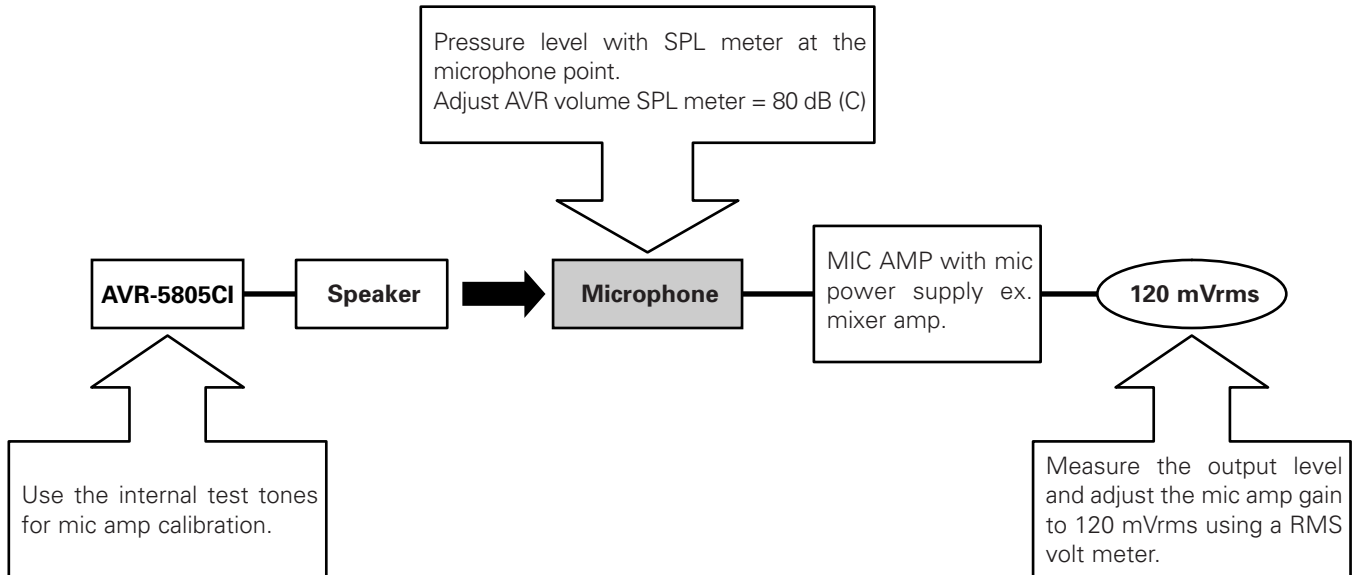 Pressure level with SPL meter at the
microphone point.
Adjust AVR volume SPL meter = 80 dB (C)
AVR-5805CI
Speaker
Microphone
MIC AMP with mic
power supply ex.
mixer amp.
120 mVrms
Use the internal test tones
for mic amp calibration.
Measure the output level
and adjust the mic amp gain
to 120 mVrms using a RMS
volt meter.